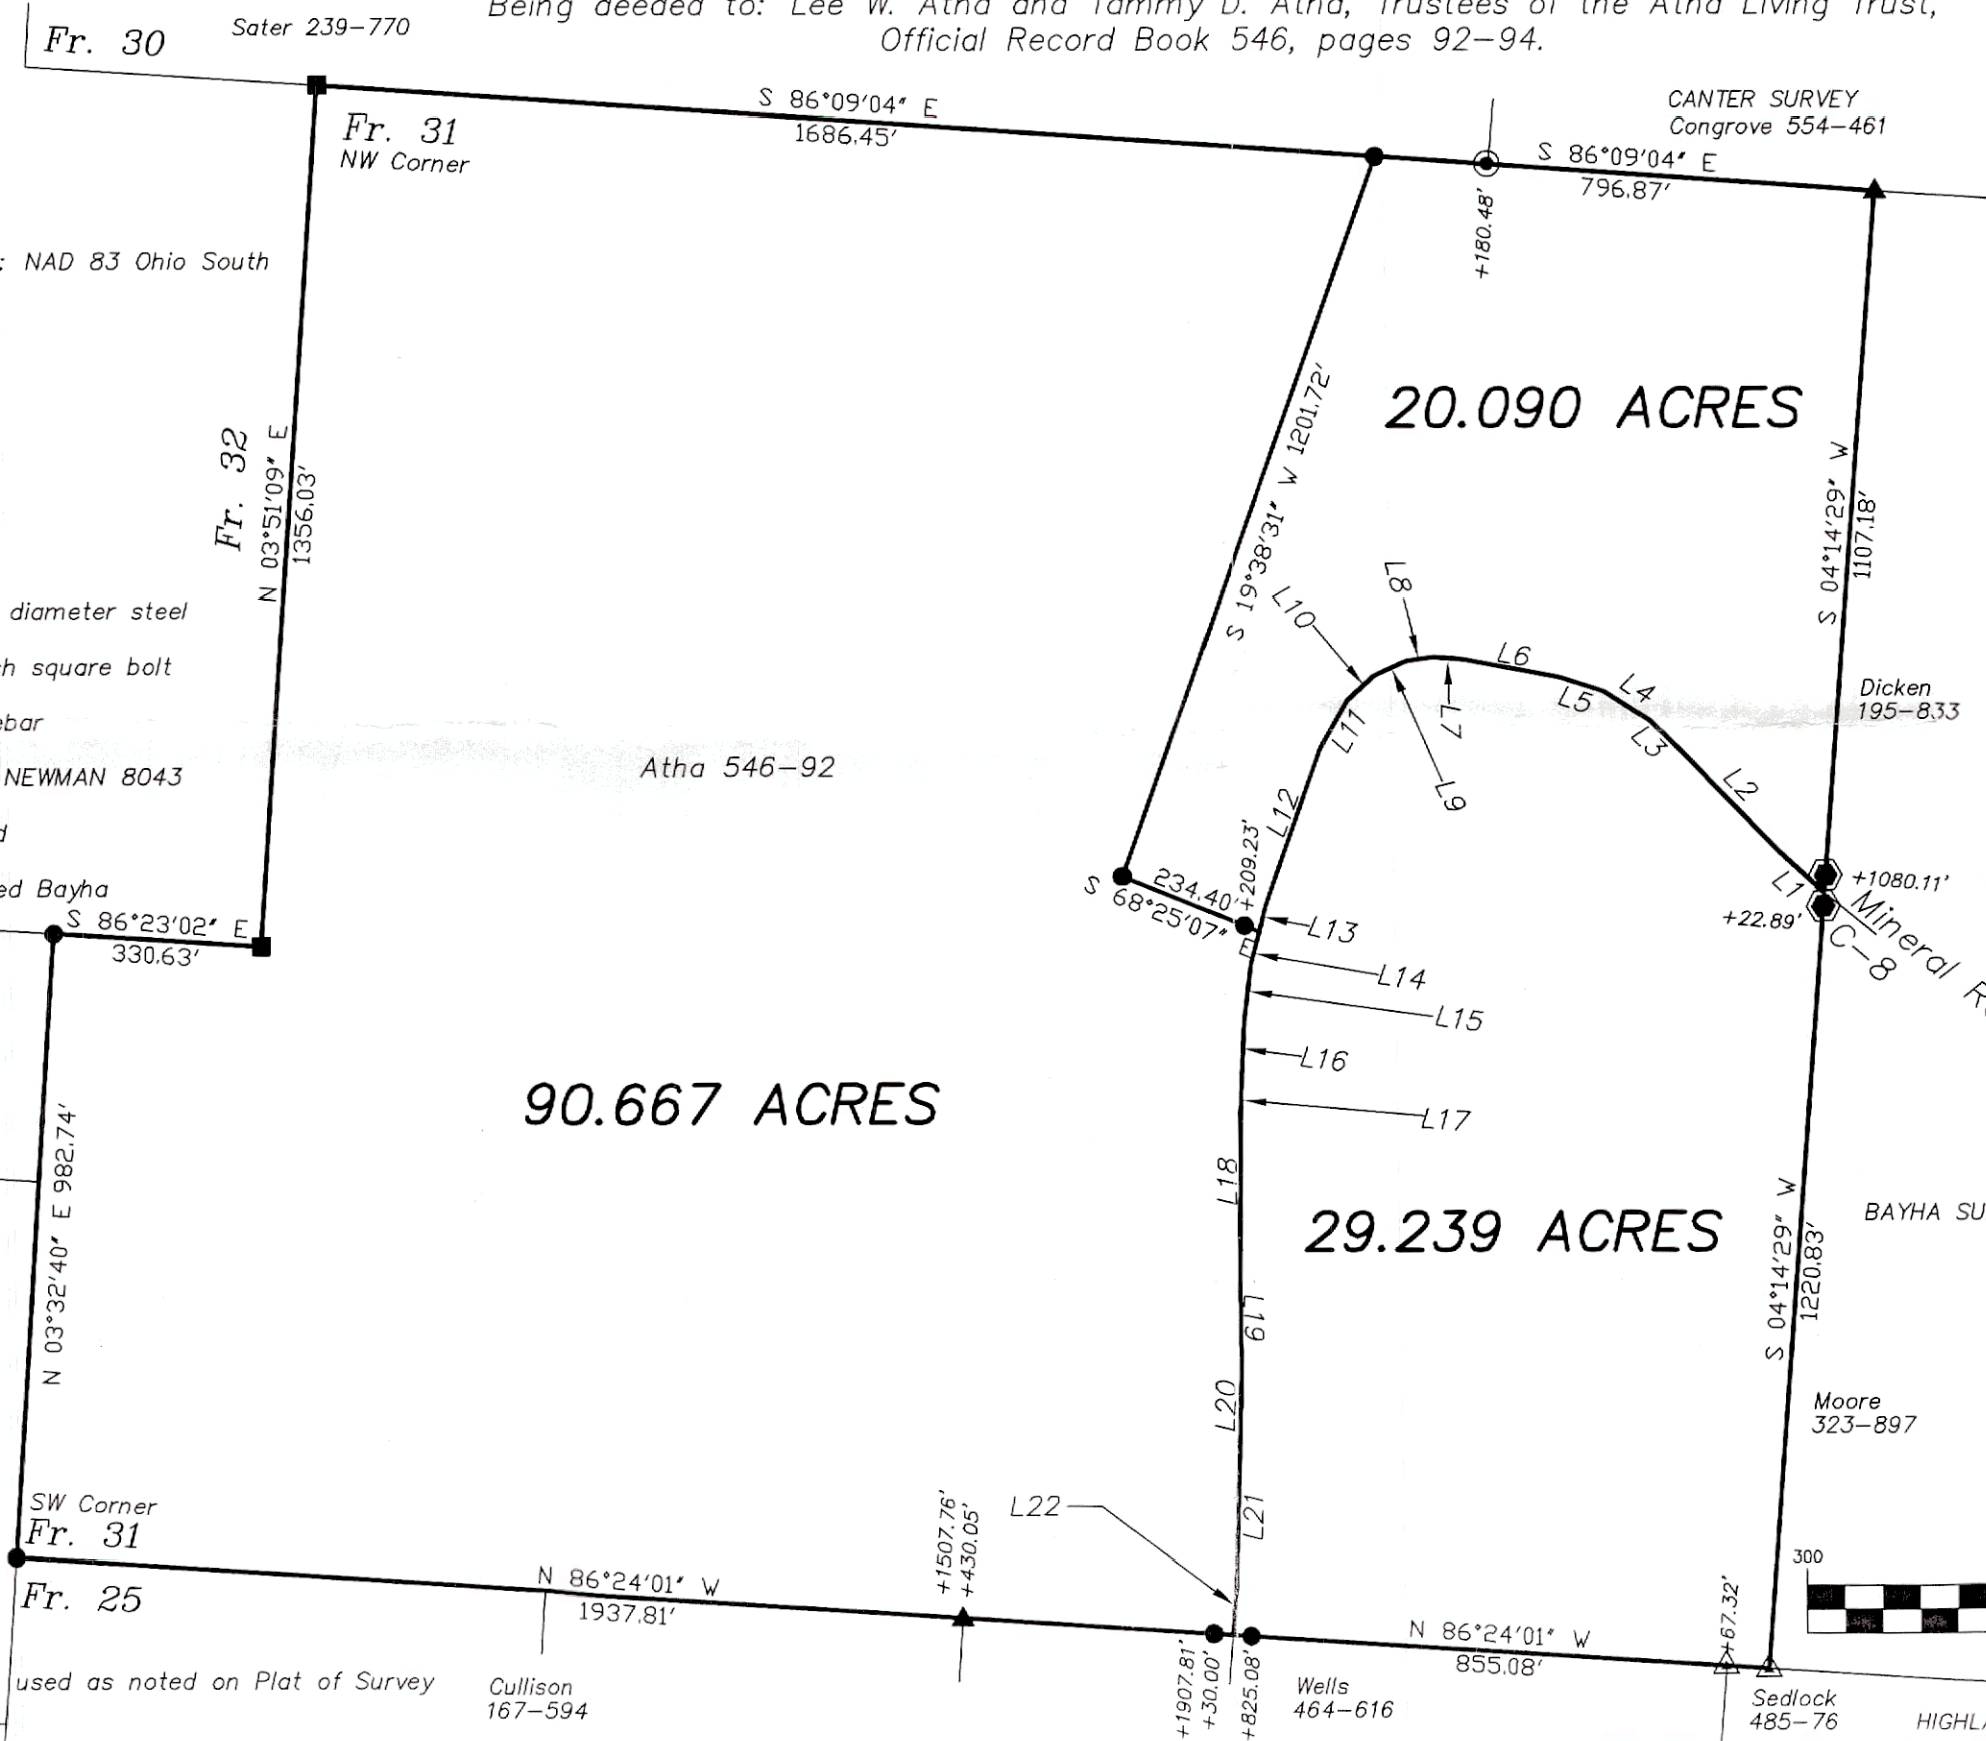 Being deeded to: Lee W. Atha and Tammy D. Atha, Trustees of the Atha Living Trust,
Official Record Book 546, pages 92-94.
Fr. 30
Sater 239-770
S 86°09'04" E
1686.45'
CANTER SURVEY
Congrove 554-461
S 86°09'04" E
796.87'
+180.48'
Fr. 31
NW Corner
: NAD 83 Ohio South
Fr. 32
N 03°51'09" E
1356.03'
S 19°38'31" W 1201.72'
20.090 ACRES
S 04°14'29" W
1107.18'
diameter steel
square bolt
NEWMAN 8043
Bayha
L10
L8
L6
L5
L4
L3
L2
L1
L7
L9
L11
L12
Dicken
195-833
Atha 546-92
+209.23'
234.40'
S 68°25'07" E
+1080.11'
+22.89'
Mineral
C-8
S 86°23'02" E
330.63'
L13
L14
L15
L16
L17
L18
L19
L20
L21
L22
90.667 ACRES
29.239 ACRES
N 03°32'40" E 982.74'
S 04°14'29" W
1220.83'
BAYHA SU
Moore
323-897
SW Corner
Fr. 31
Fr. 25
N 86°24'01" W
1937.81'
+1507.76'
+430.05'
N 86°24'01" W
855.08'
+67.32'
300
used as noted on Plat of Survey
Cullison
167-594
+1907.81'
+30.00'
+825.08'
Wells
464-616
Sedlock
485-76
HIGHL